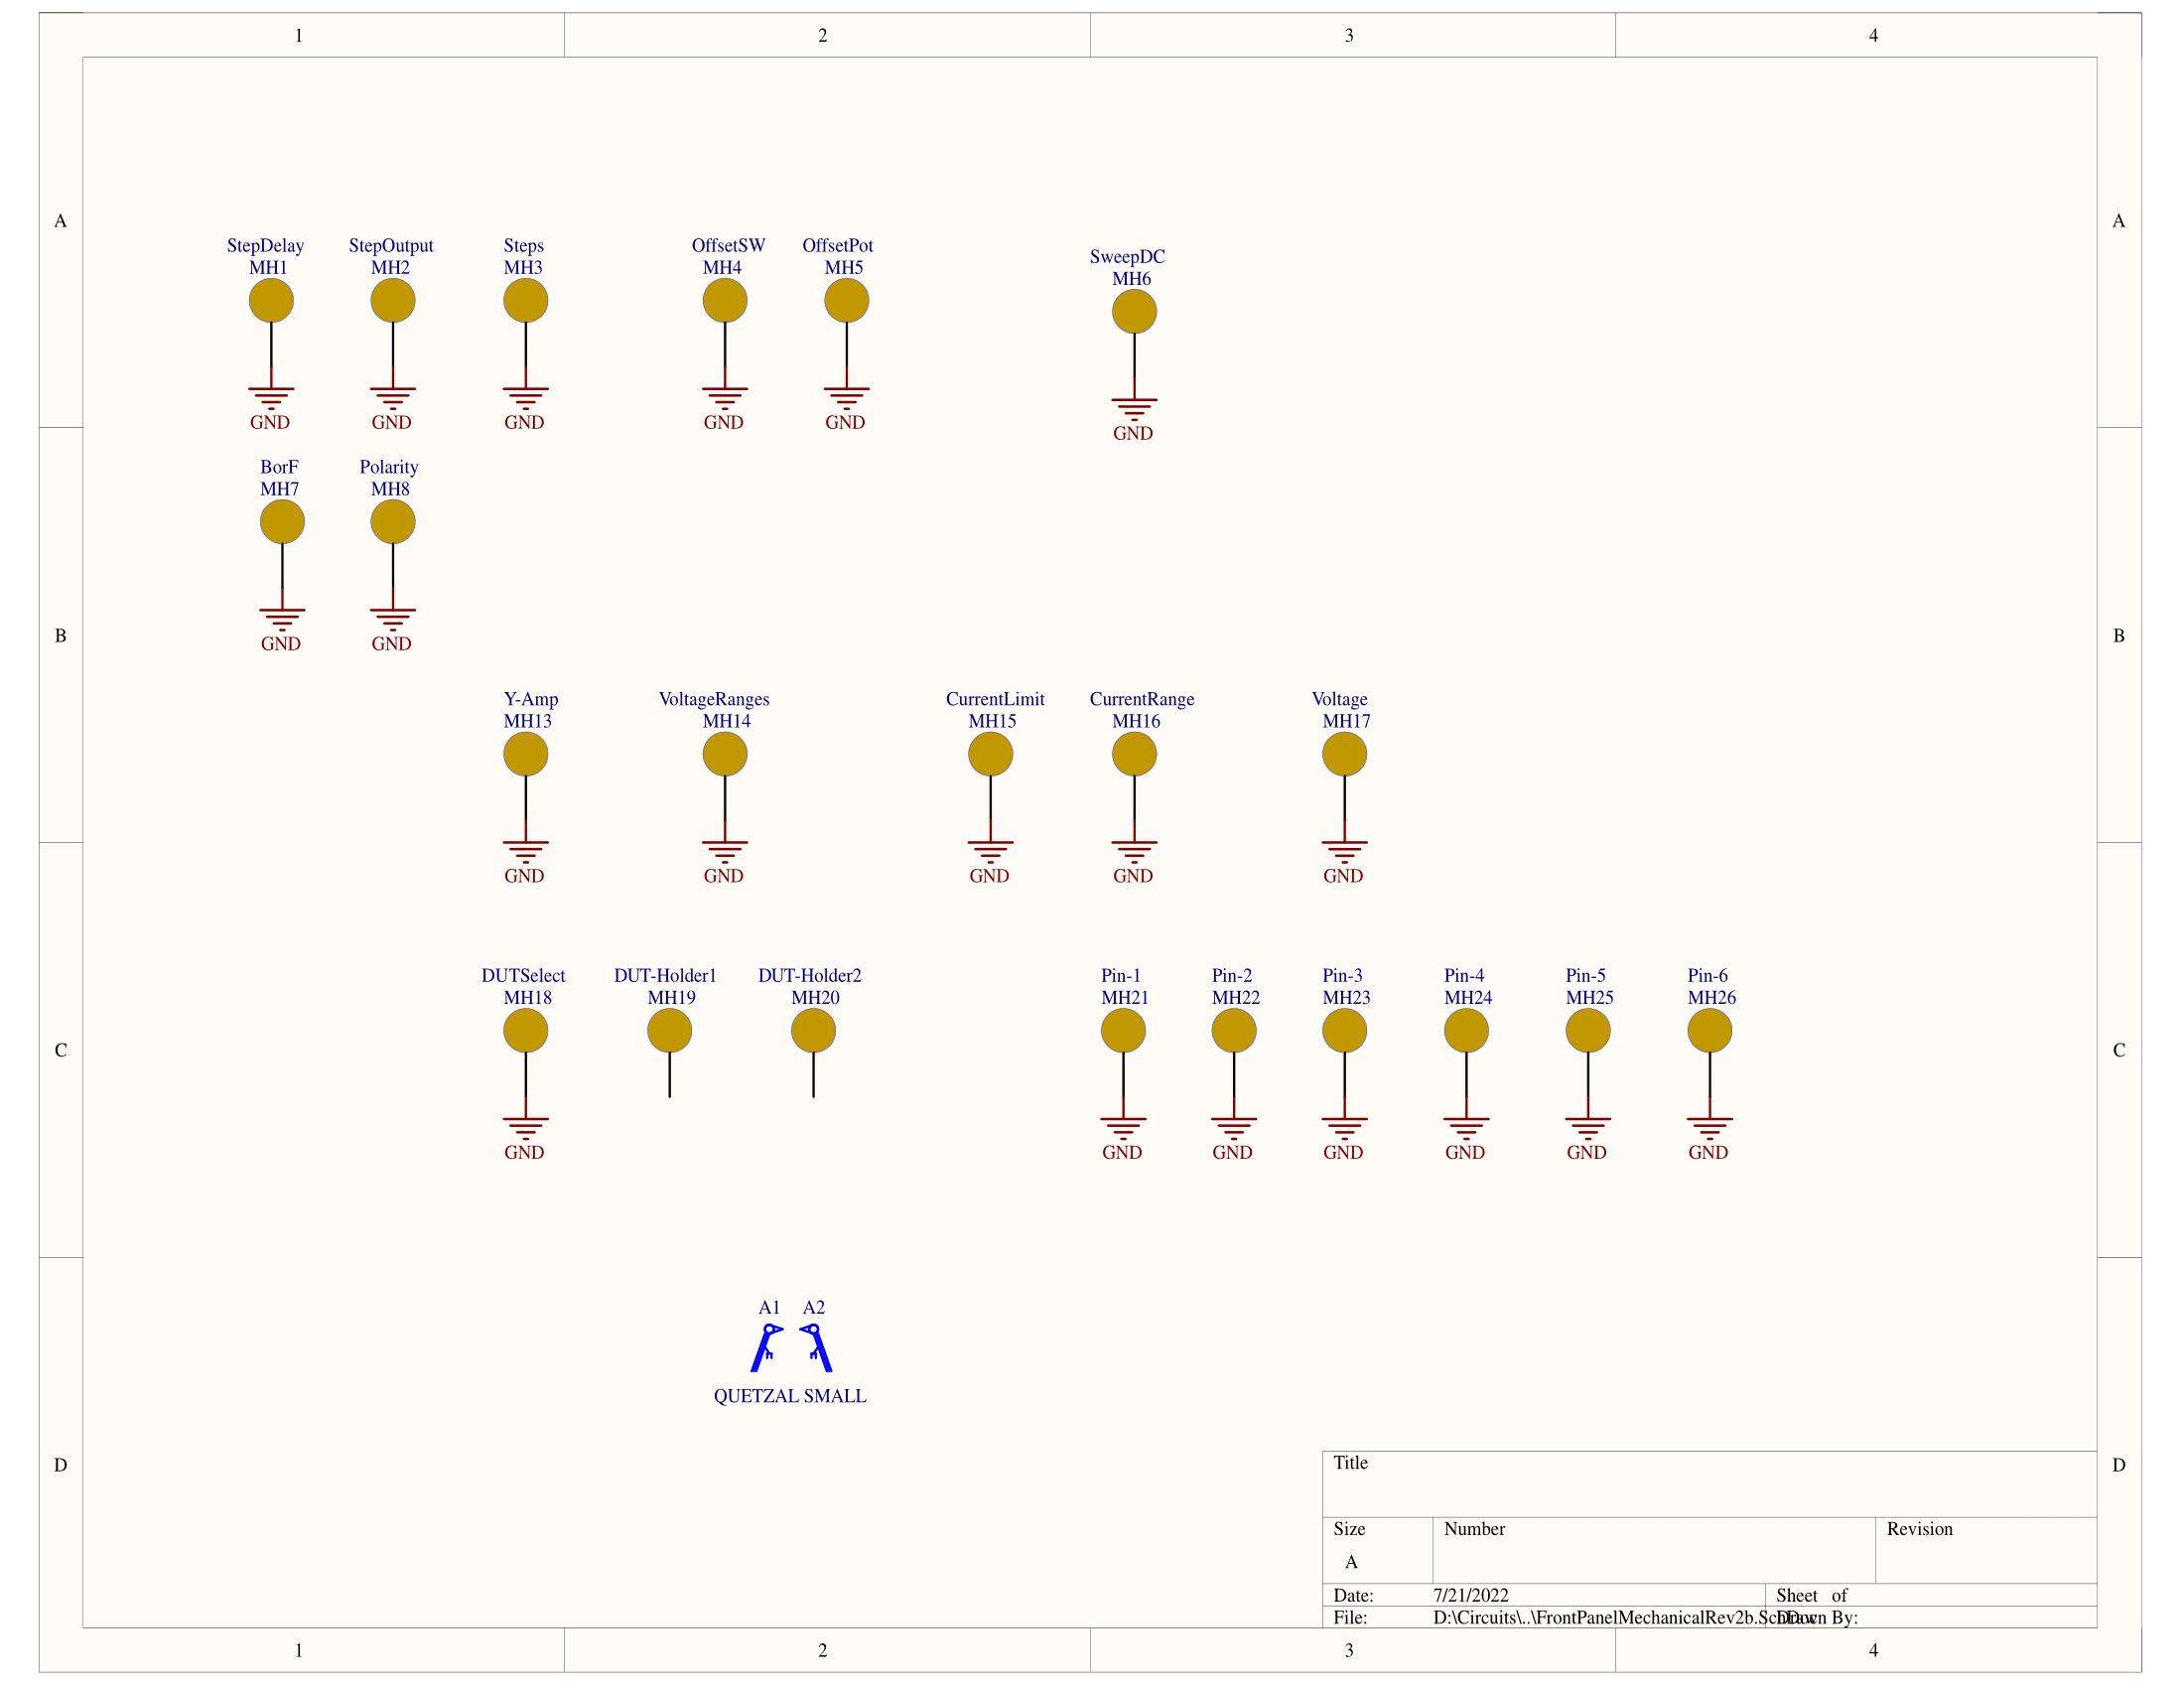 1 2 3 4
A A
StepDelay StepOutput Steps OffsetSW OffsetPot
MH1 MH2 MH3 MH4 MH5
SweepDC
MH6
GND GND GND GND GND
GND
BorF Polarity
MH7 MH8
B B
GND GND
Y-Amp VoltageRanges CurrentLimit CurrentRange Voltage
MH13 MH14 MH15 MH16 MH17
GND GND GND GND GND
DUTSelect DUT-Holder1 DUT-Holder2 Pin-1 Pin-2 Pin-3 Pin-4 Pin-5 Pin-6
MH18 MH19 MH20 MH21 MH22 MH23 MH24 MH25 MH26
C C
GND GND GND GND GND GND GND
A1 A2
QUETZAL SMALL
D D
Title
Size Number Revision
A
Date: 7/21/2022 Sheet of
File: D:\Circuits\..\FrontPanelMechanicalRev2b.SchDoc Drawn By:
1 2 3 4